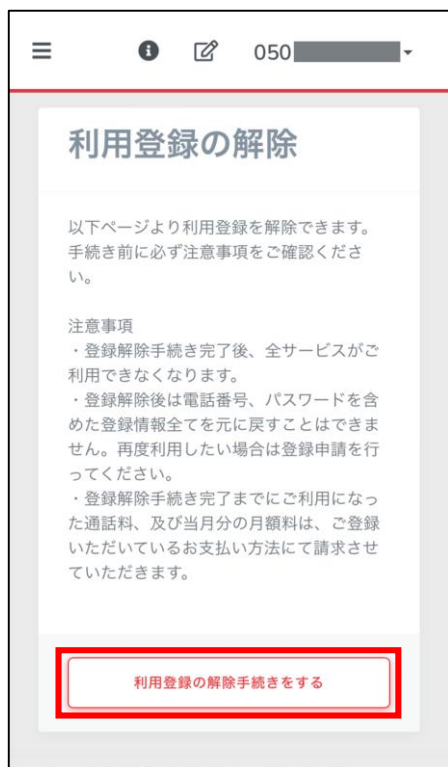 050
利用登録の解除
以下ページより利用登録を解除できます。
手続き前に必ず注意事項をご確認くださ
い。
注意事項
・登録解除手続き完了後、全サービスがご
利用できなくなります。
・登録解除後は電話番号、パスワードを含
めた登録情報全てを元に戻すことはできま
せん。再度利用したい場合は登録申請を行
ってください。
・登録解除手続き完了までにご利用になっ
た通話料、及び当月分の月額料は、ご登録
いただいているお支払い方法にて請求させ
ていただきます。
利用登録の解除手続きをする